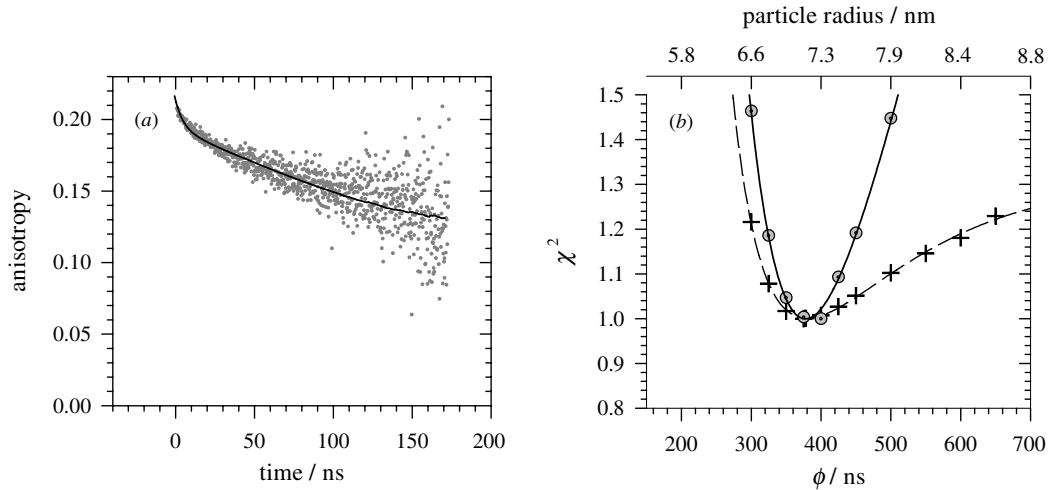 (a)
anisotropy
0.20
0.15
0.10
0.05
0.00
0 50 100 150 200
time / ns
particle radius / nm
5.8 6.6 7.3 7.9 8.4 8.8
(b)
χ²
1.5
1.4
1.3
1.2
1.1
1.0
0.9
0.8
200 300 400 500 600 700
ϕ / ns